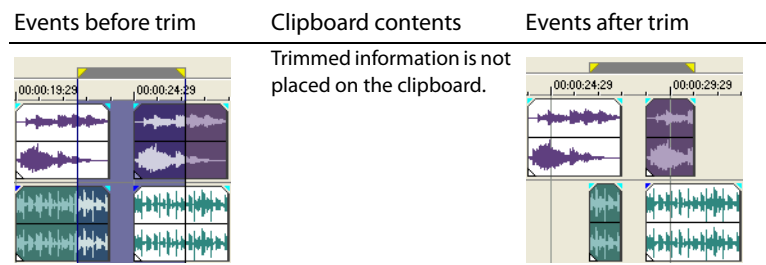 Events before trim
Clipboard contents
Events after trim
Trimmed information is not
placed on the clipboard.
00:00:19:29
00:00:24:29
00:00:24:29
00:00:29:29